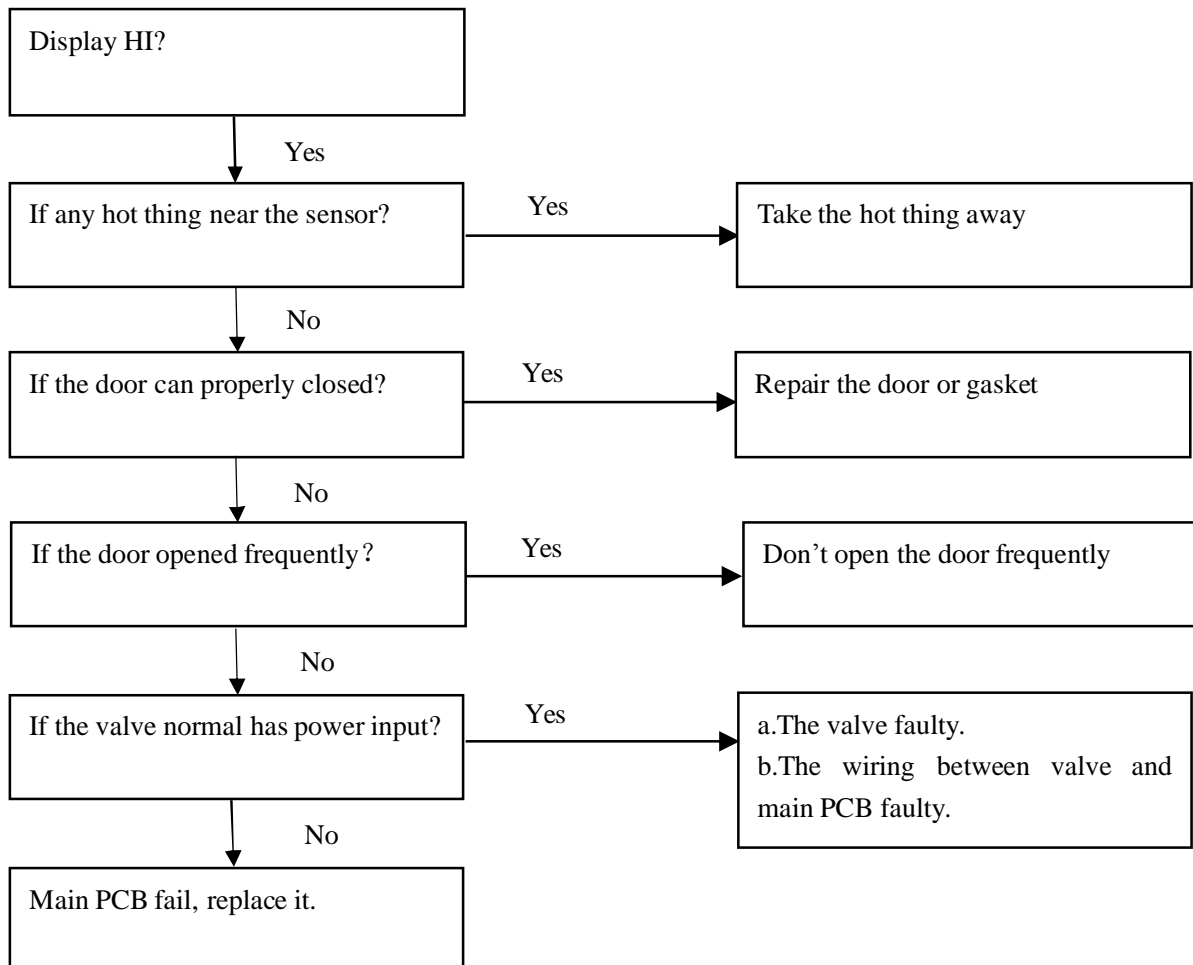 Display HI?
Yes
If any hot thing near the sensor?
Yes
Take the hot thing away
No
If the door can properly closed?
Yes
Repair the door or gasket
No
If the door opened frequently？
Yes
Don’t open the door frequently
No
If the valve normal has power input?
Yes
a.The valve faulty.
b.The wiring between valve and
main PCB faulty.
No
Main PCB fail, replace it.